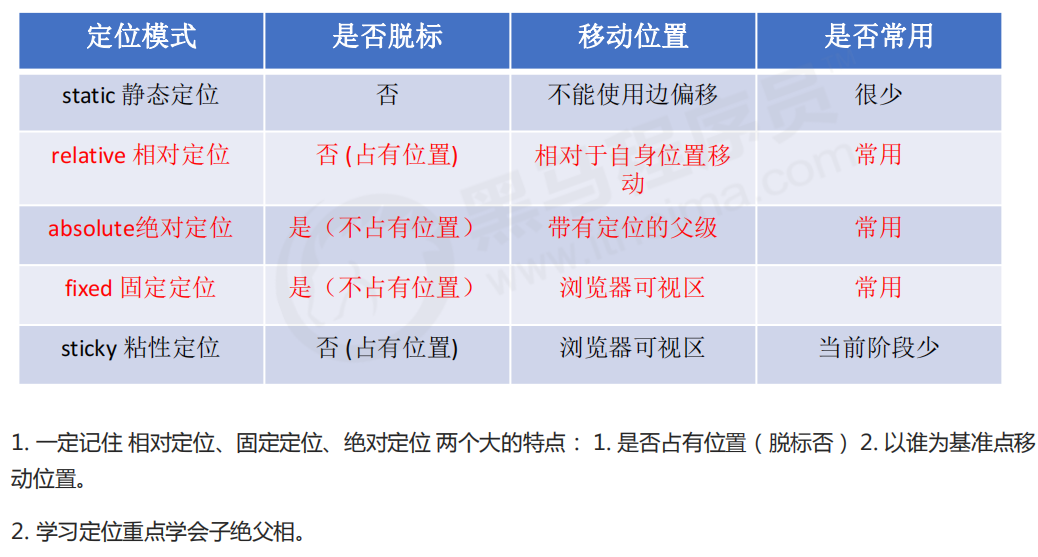 定位模式 是否脱标 移动位置 是否常用
static 静态定位 否 不能使用边偏移 很少
relative 相对定位 否 (占有位置) 相对于自身位置移 常用
动
absolute绝对定位 是（不占有位置） 带有定位的父级 常用
fixed 固定定位 是（不占有位置） 浏览器可视区 常用
sticky 粘性定位 否 (占有位置) 浏览器可视区 当前阶段少
黑马程序员
www.itheima.com
1. 一定记住 相对定位、固定定位、绝对定位 两个大的特点： 1. 是否占有位置（脱标否） 2. 以谁为基准点移
动位置。
2. 学习定位重点学会子绝父相。